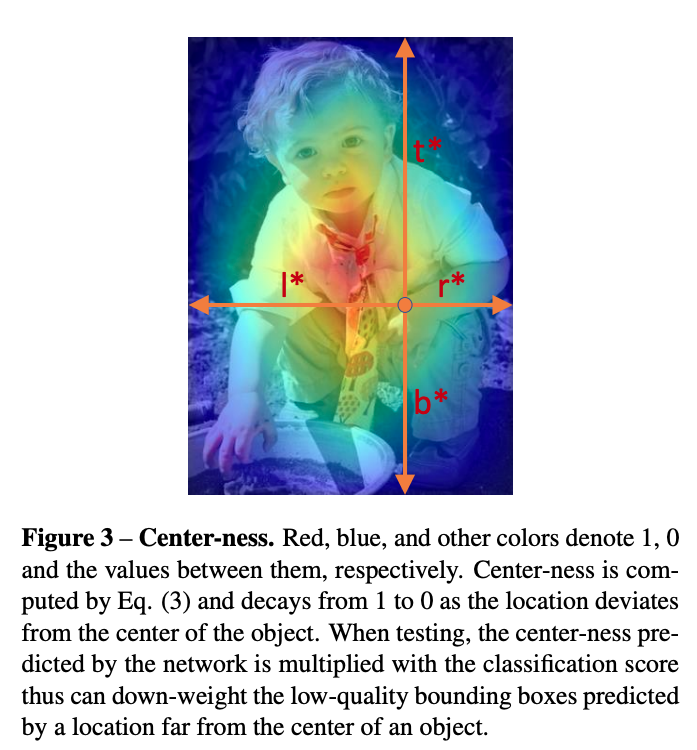 t*
l*
r*
b*
Figure 3 – Center-ness. Red, blue, and other colors denote 1, 0
and the values between them, respectively. Center-ness is com-
puted by Eq. (3) and decays from 1 to 0 as the location deviates
from the center of the object. When testing, the center-ness pre-
dicted by the network is multiplied with the classification score
thus can down-weight the low-quality bounding boxes predicted
by a location far from the center of an object.